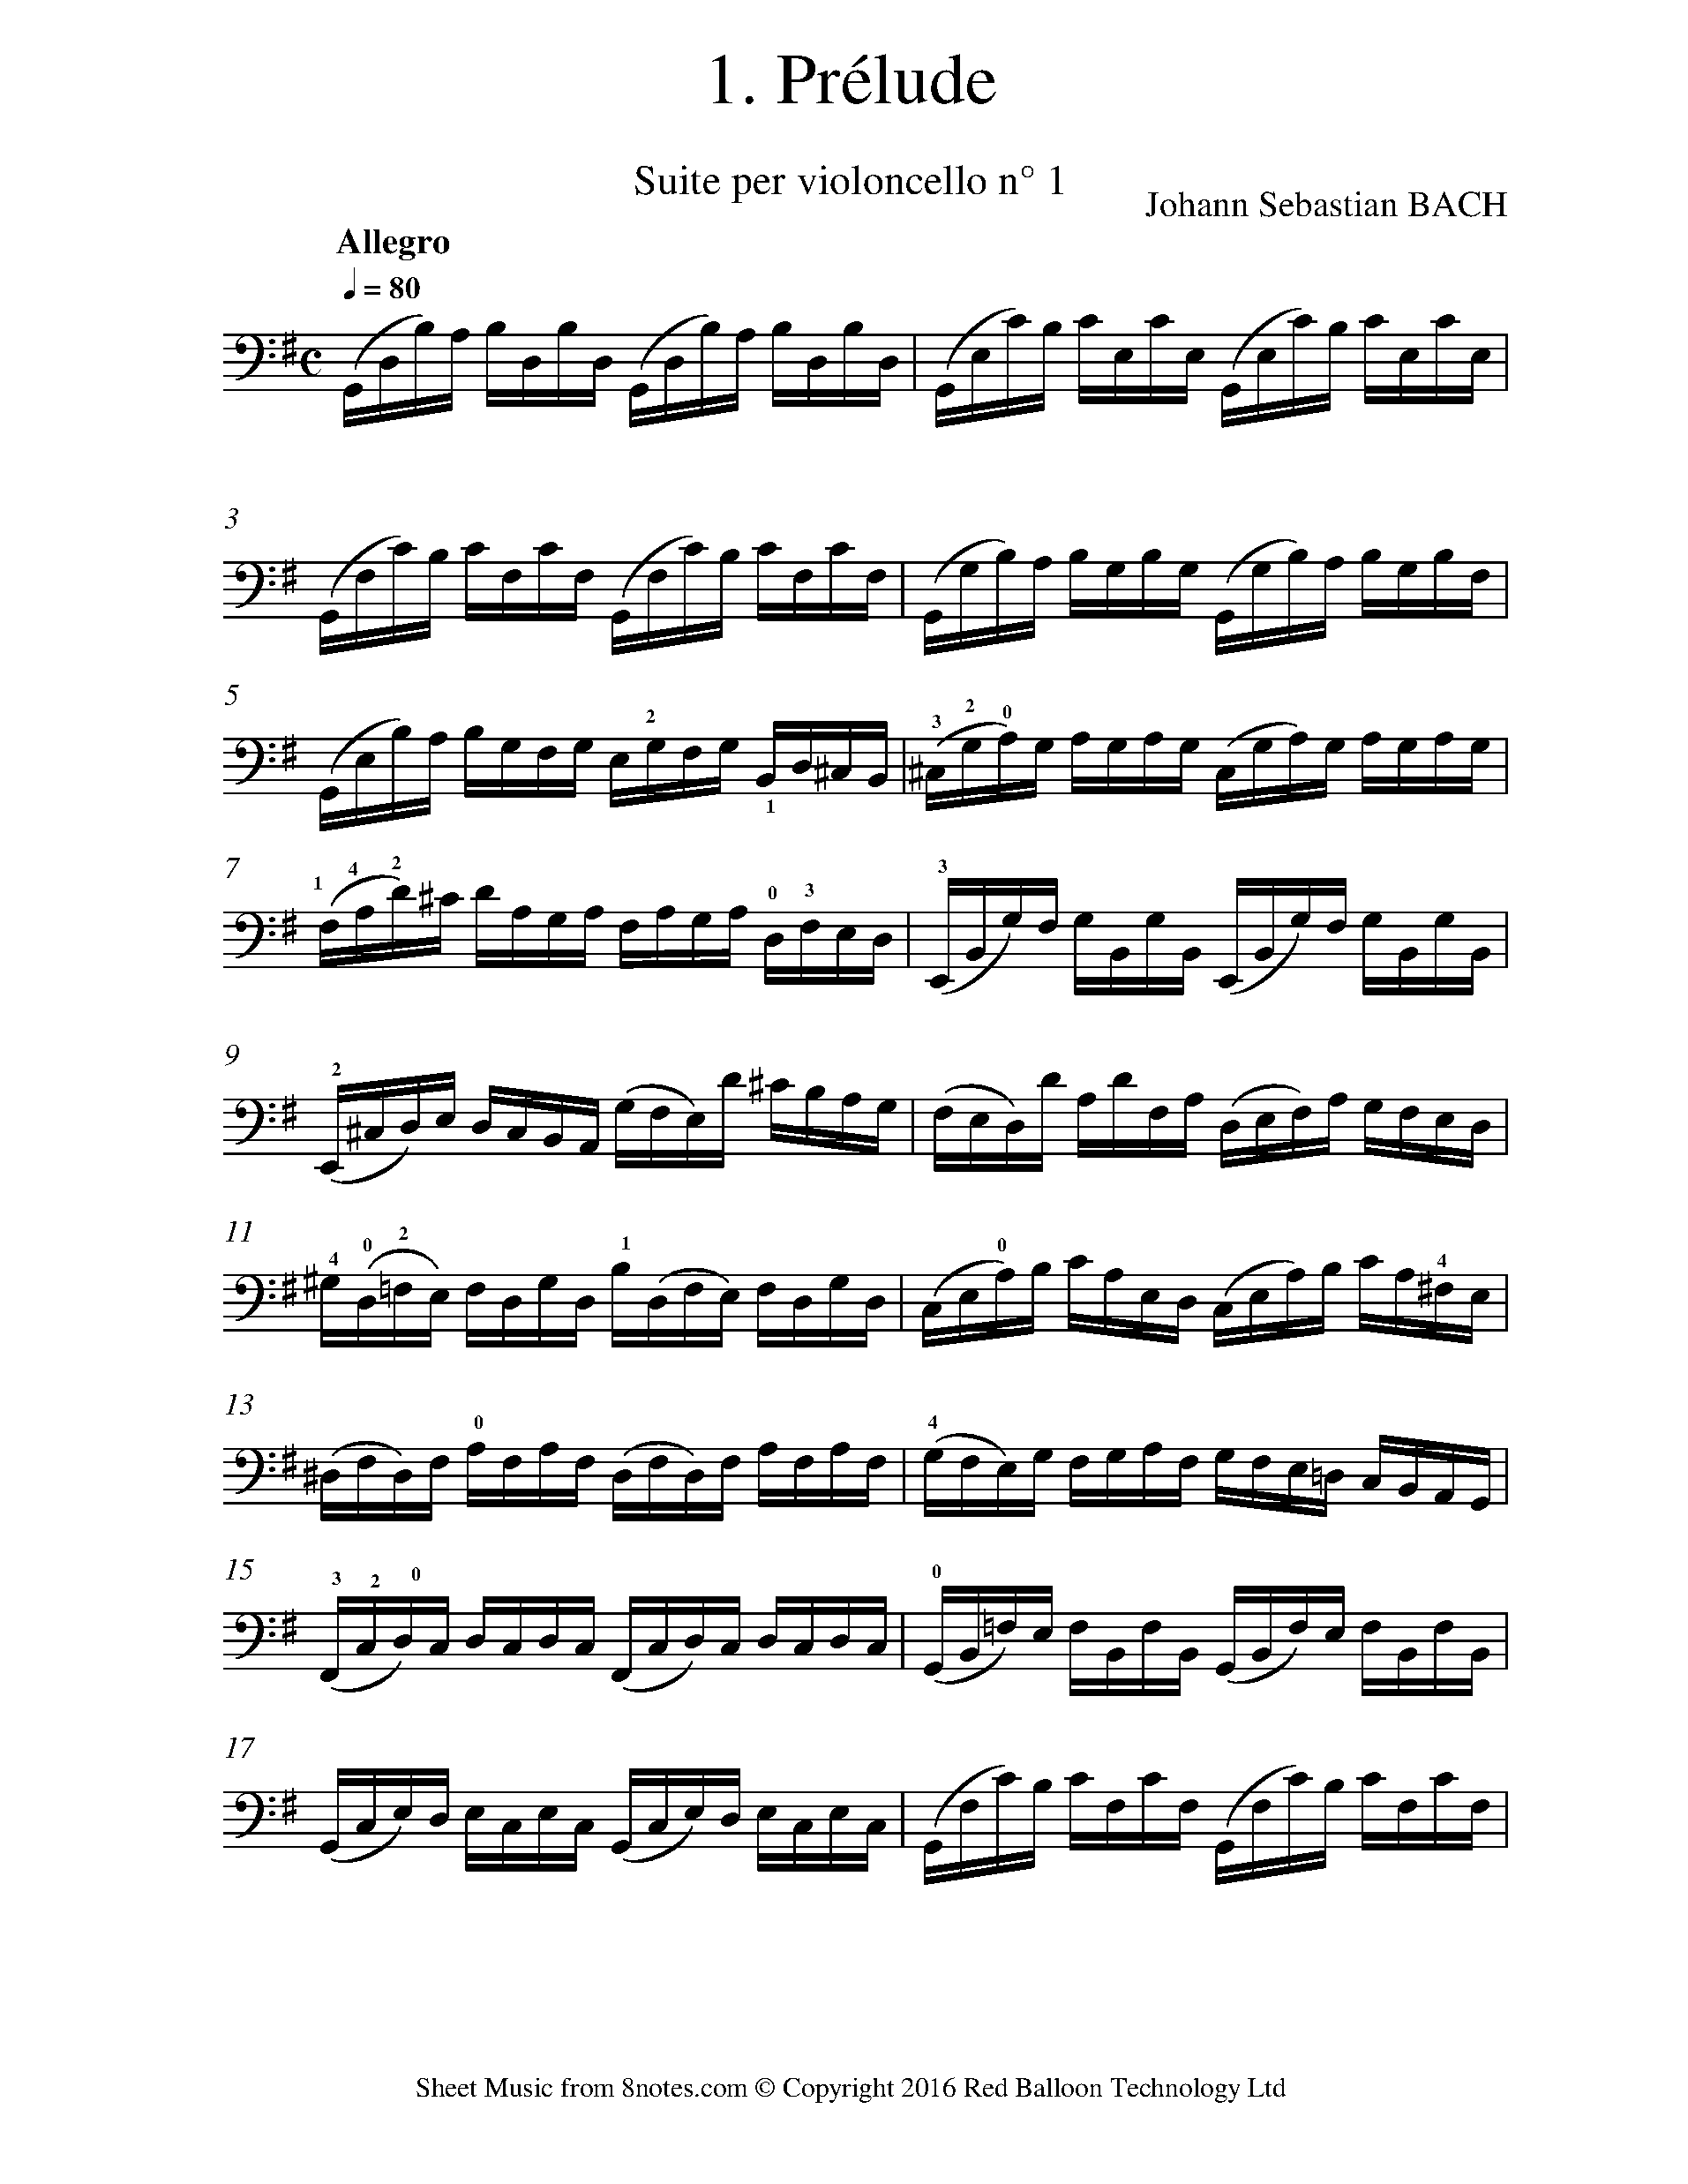 1. Prélude
Suite per violoncello n° 1
Johann Sebastian BACH
Allegro
♩ = 80
3
5
2
1
3 2 0
7
1 4 2
0 3
3
9
2
11
4 0 2
1
0
4
13
0
4
15
3 2 0
0
17
Sheet Music from 8notes.com © Copyright 2016 Red Balloon Technology Ltd